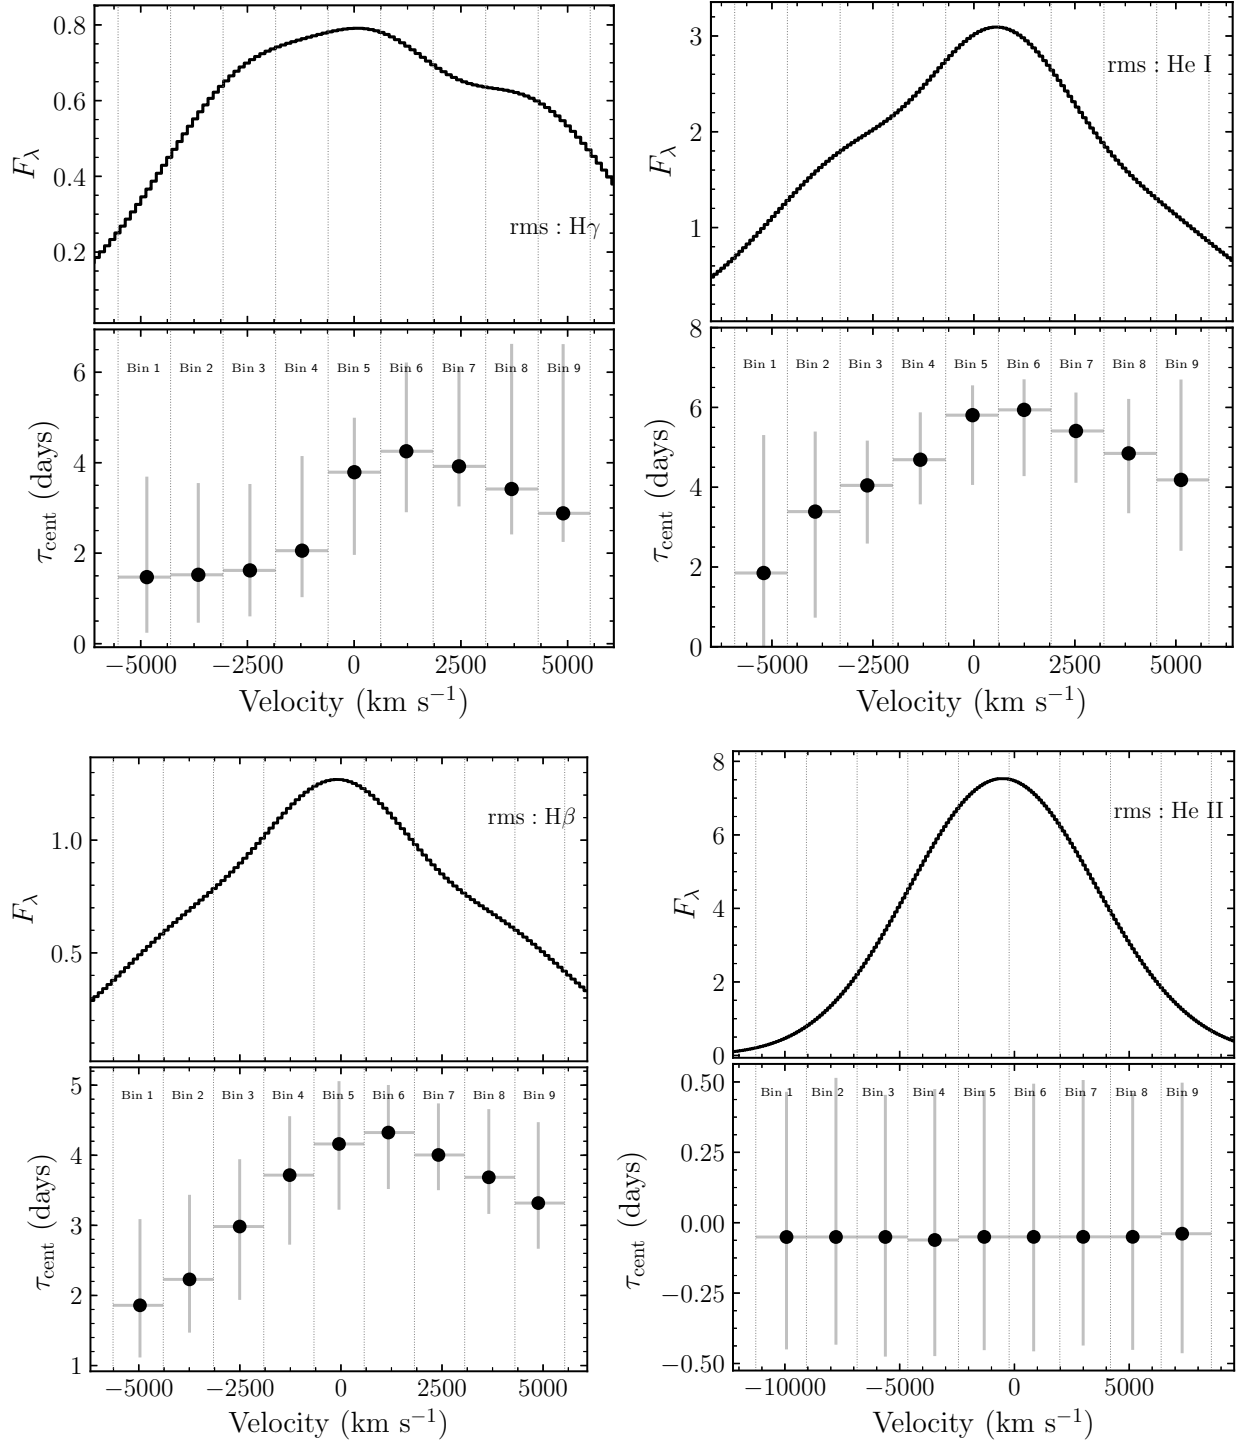 0.8
0.6
0.4
0.2
F_λ
rms : Hγ
6
4
2
0
τ_cent (days)
Bin 1 Bin 2 Bin 3 Bin 4 Bin 5 Bin 6 Bin 7 Bin 8 Bin 9
−5000 −2500 0 2500 5000
Velocity (km s⁻¹)
3
2
1
F_λ
rms : He I
8
6
4
2
0
τ_cent (days)
Bin 1 Bin 2 Bin 3 Bin 4 Bin 5 Bin 6 Bin 7 Bin 8 Bin 9
−5000 −2500 0 2500 5000
Velocity (km s⁻¹)
1.0
0.5
F_λ
rms : Hβ
5
4
3
2
1
τ_cent (days)
Bin 1 Bin 2 Bin 3 Bin 4 Bin 5 Bin 6 Bin 7 Bin 8 Bin 9
−5000 −2500 0 2500 5000
Velocity (km s⁻¹)
8
6
4
2
0
F_λ
rms : He II
0.50
0.25
0.00
−0.25
−0.50
τ_cent (days)
Bin 1 Bin 2 Bin 3 Bin 4 Bin 5 Bin 6 Bin 7 Bin 8 Bin 9
−10000 −5000 0 5000
Velocity (km s⁻¹)